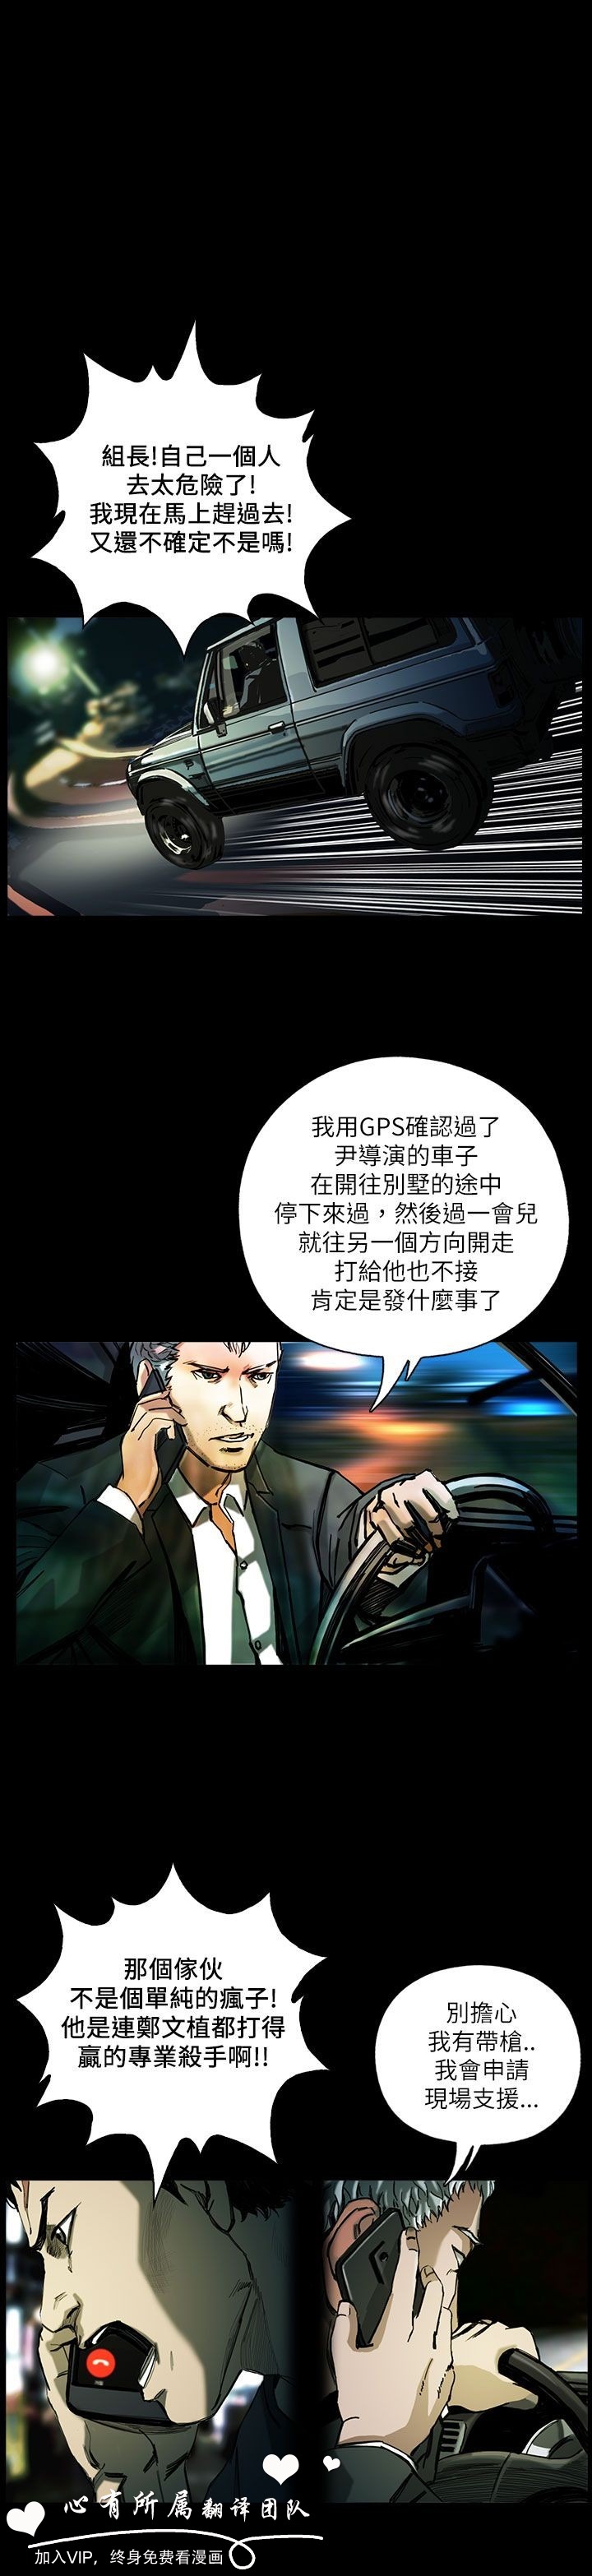 組長!自己一個人
去太危險了!
我現在馬上趕過去!
又還不確定不是嗎!
我用GPS確認過了
尹導演的車子
在開往別墅的途中
停下來過，然後過一會兒
就往另一個方向開走
打給他也不接
肯定是發什麼事了
那個傢伙
不是個單純的瘋子!
他是連鄭文植都打得
贏的專業殺手啊!!
別擔心
我有帶槍..
我會申請
現場支援...
心有所属翻译团队
加入VIP，终身免费看漫画